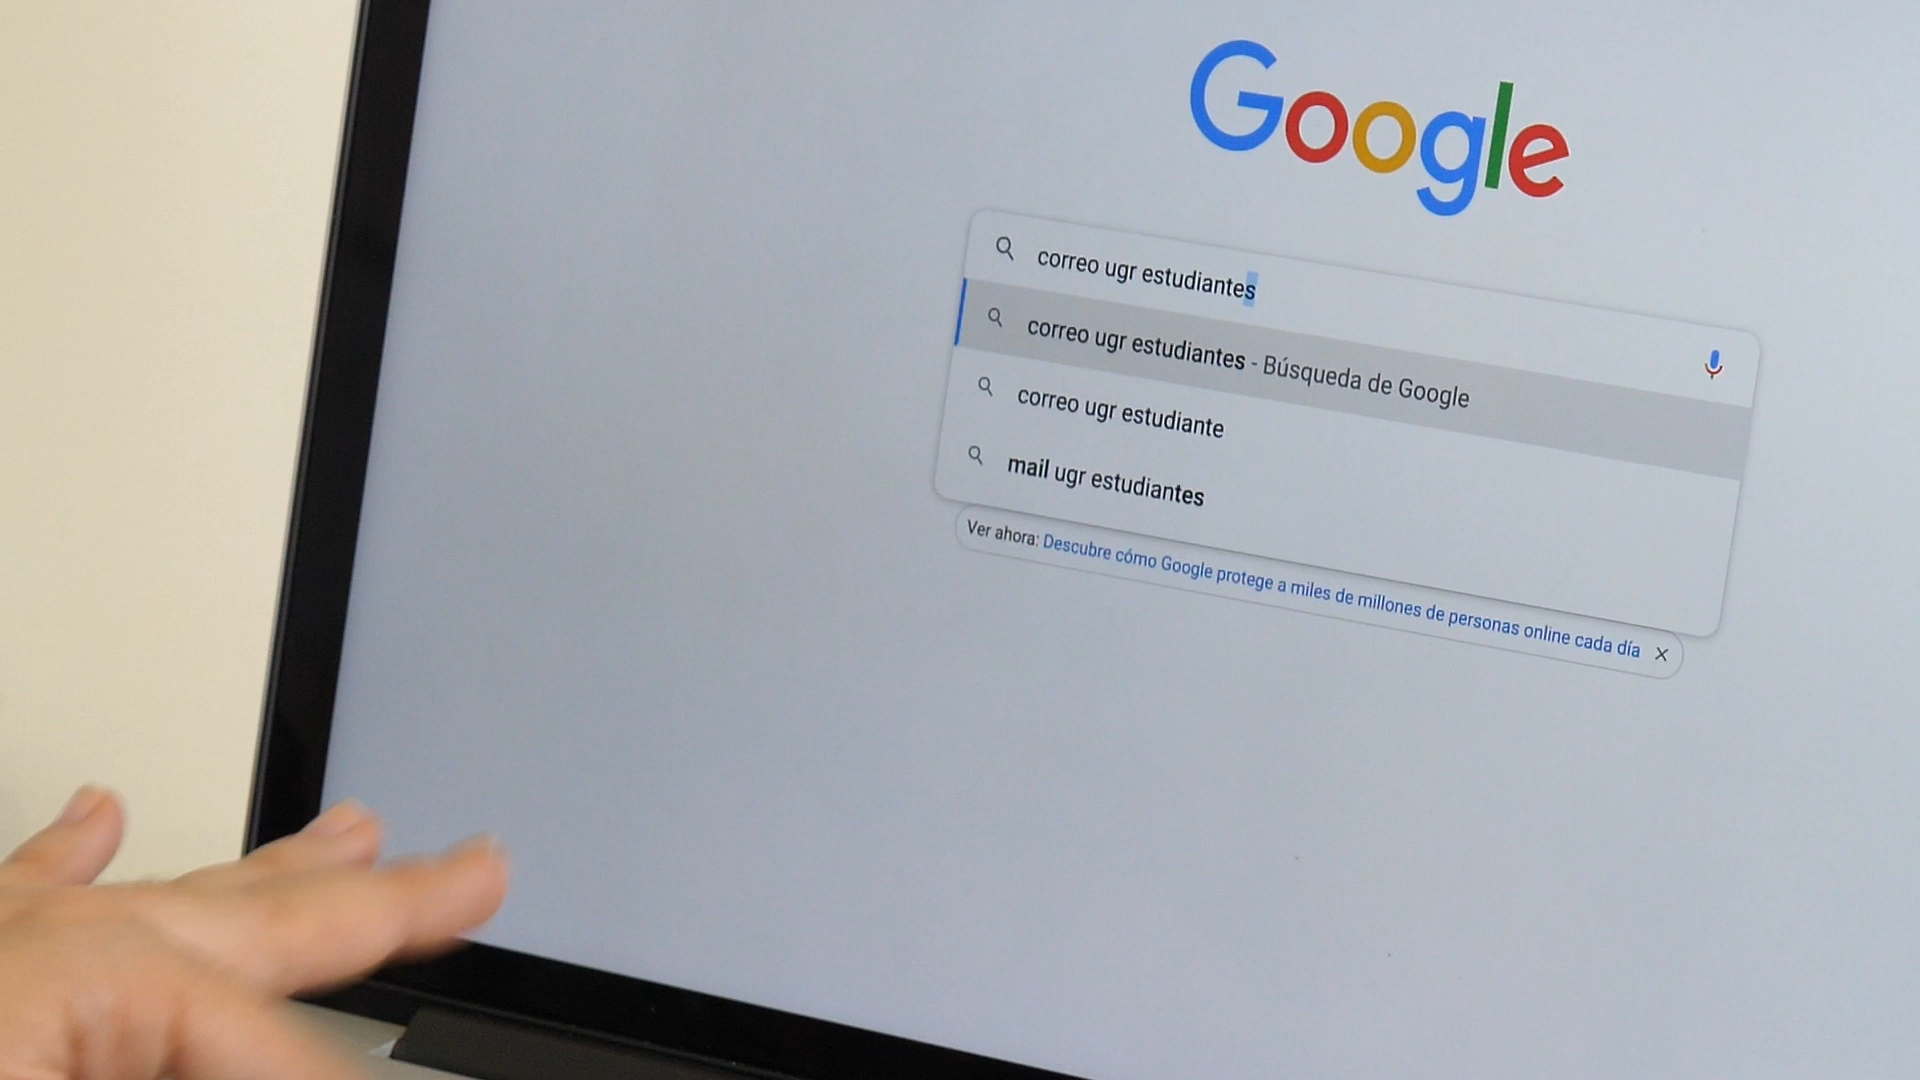 Google
correo ugr estudiantes
correo ugr estudiantes - Búsqueda de Google
correo ugr estudiante
mail ugr estudiantes
Ver ahora: Descubre cómo Google protege a miles de millones de personas online cada día